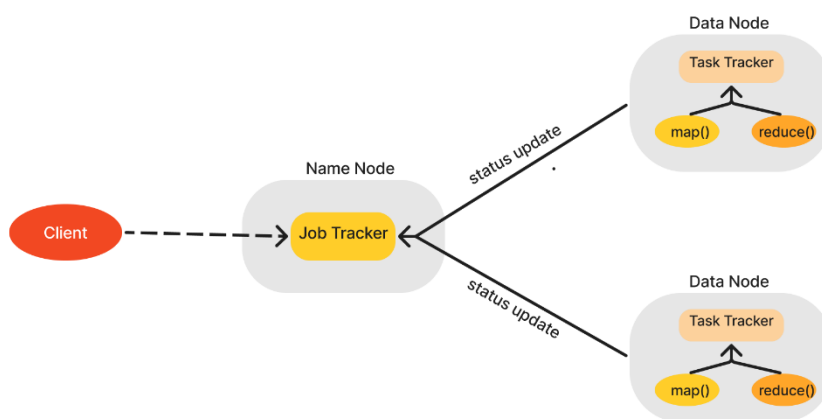 Data Node
Task Tracker
map()
reduce()
status update
Name Node
Client
Job Tracker
status update
Data Node
Task Tracker
map()
reduce()